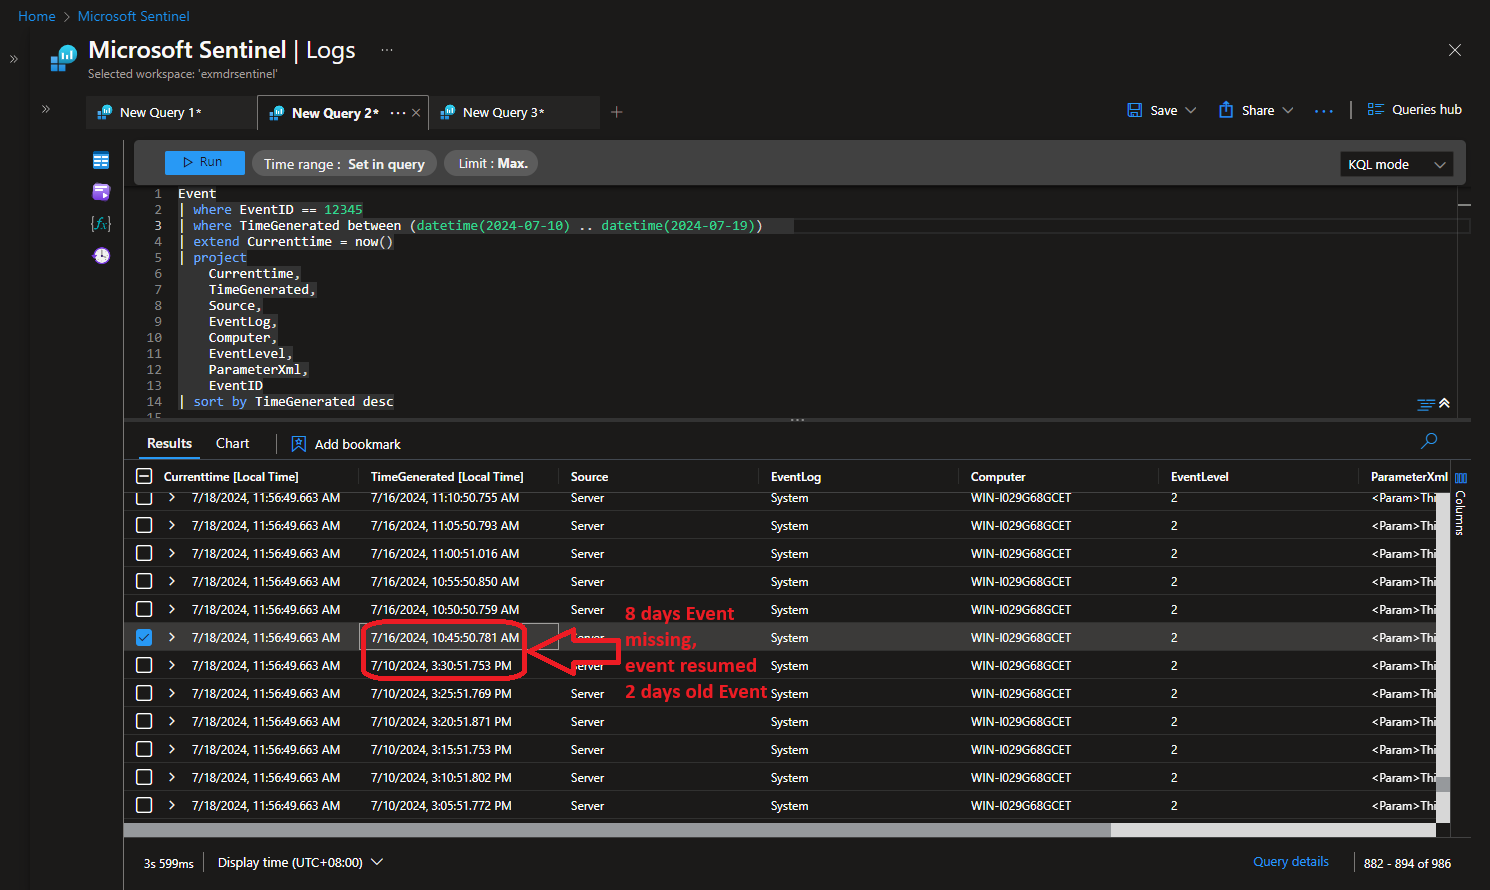 Home > Microsoft Sentinel
Microsoft Sentinel | Logs ...
Selected workspace: 'exmdrsentinel'
New Query 1*
New Query 2* ...
New Query 3*
Save
Share
...
Queries hub
Run
Time range : Set in query
Limit : Max.
KQL mode
1 Event
2 | where EventID == 12345
3 | where TimeGenerated between (datetime(2024-07-10) .. datetime(2024-07-19))
4 | extend Currenttime = now()
5 | project
6 Currenttime,
7 TimeGenerated,
8 Source,
9 EventLog,
10 Computer,
11 EventLevel,
12 ParameterXml,
13 EventID
14 | sort by TimeGenerated desc
15
Results
Chart
Add bookmark
Currenttime [Local Time] TimeGenerated [Local Time] Source EventLog Computer EventLevel ParameterXml
Columns
7/18/2024, 11:56:49.663 AM 7/16/2024, 11:10:50.755 AM Server System WIN-I029G68GCET 2 <Param>Thi
7/18/2024, 11:56:49.663 AM 7/16/2024, 11:05:50.793 AM Server System WIN-I029G68GCET 2 <Param>Thi
7/18/2024, 11:56:49.663 AM 7/16/2024, 11:00:51.016 AM Server System WIN-I029G68GCET 2 <Param>Thi
7/18/2024, 11:56:49.663 AM 7/16/2024, 10:55:50.850 AM Server System WIN-I029G68GCET 2 <Param>Thi
7/18/2024, 11:56:49.663 AM 7/16/2024, 10:50:50.759 AM Server System WIN-I029G68GCET 2 <Param>Thi
7/18/2024, 11:56:49.663 AM 7/16/2024, 10:45:50.781 AM Server System WIN-I029G68GCET 2 <Param>Thi
7/18/2024, 11:56:49.663 AM 7/10/2024, 3:30:51.753 PM Server System WIN-I029G68GCET 2 <Param>Thi
7/18/2024, 11:56:49.663 AM 7/10/2024, 3:25:51.769 PM Server System WIN-I029G68GCET 2 <Param>Thi
7/18/2024, 11:56:49.663 AM 7/10/2024, 3:20:51.871 PM Server System WIN-I029G68GCET 2 <Param>Thi
7/18/2024, 11:56:49.663 AM 7/10/2024, 3:15:51.753 PM Server System WIN-I029G68GCET 2 <Param>Thi
7/18/2024, 11:56:49.663 AM 7/10/2024, 3:10:51.802 PM Server System WIN-I029G68GCET 2 <Param>Thi
7/18/2024, 11:56:49.663 AM 7/10/2024, 3:05:51.772 PM Server System WIN-I029G68GCET 2 <Param>Thi
8 days Event
missing,
event resumed
2 days old Event
3s 599ms
Display time (UTC+08:00)
Query details
882 - 894 of 986